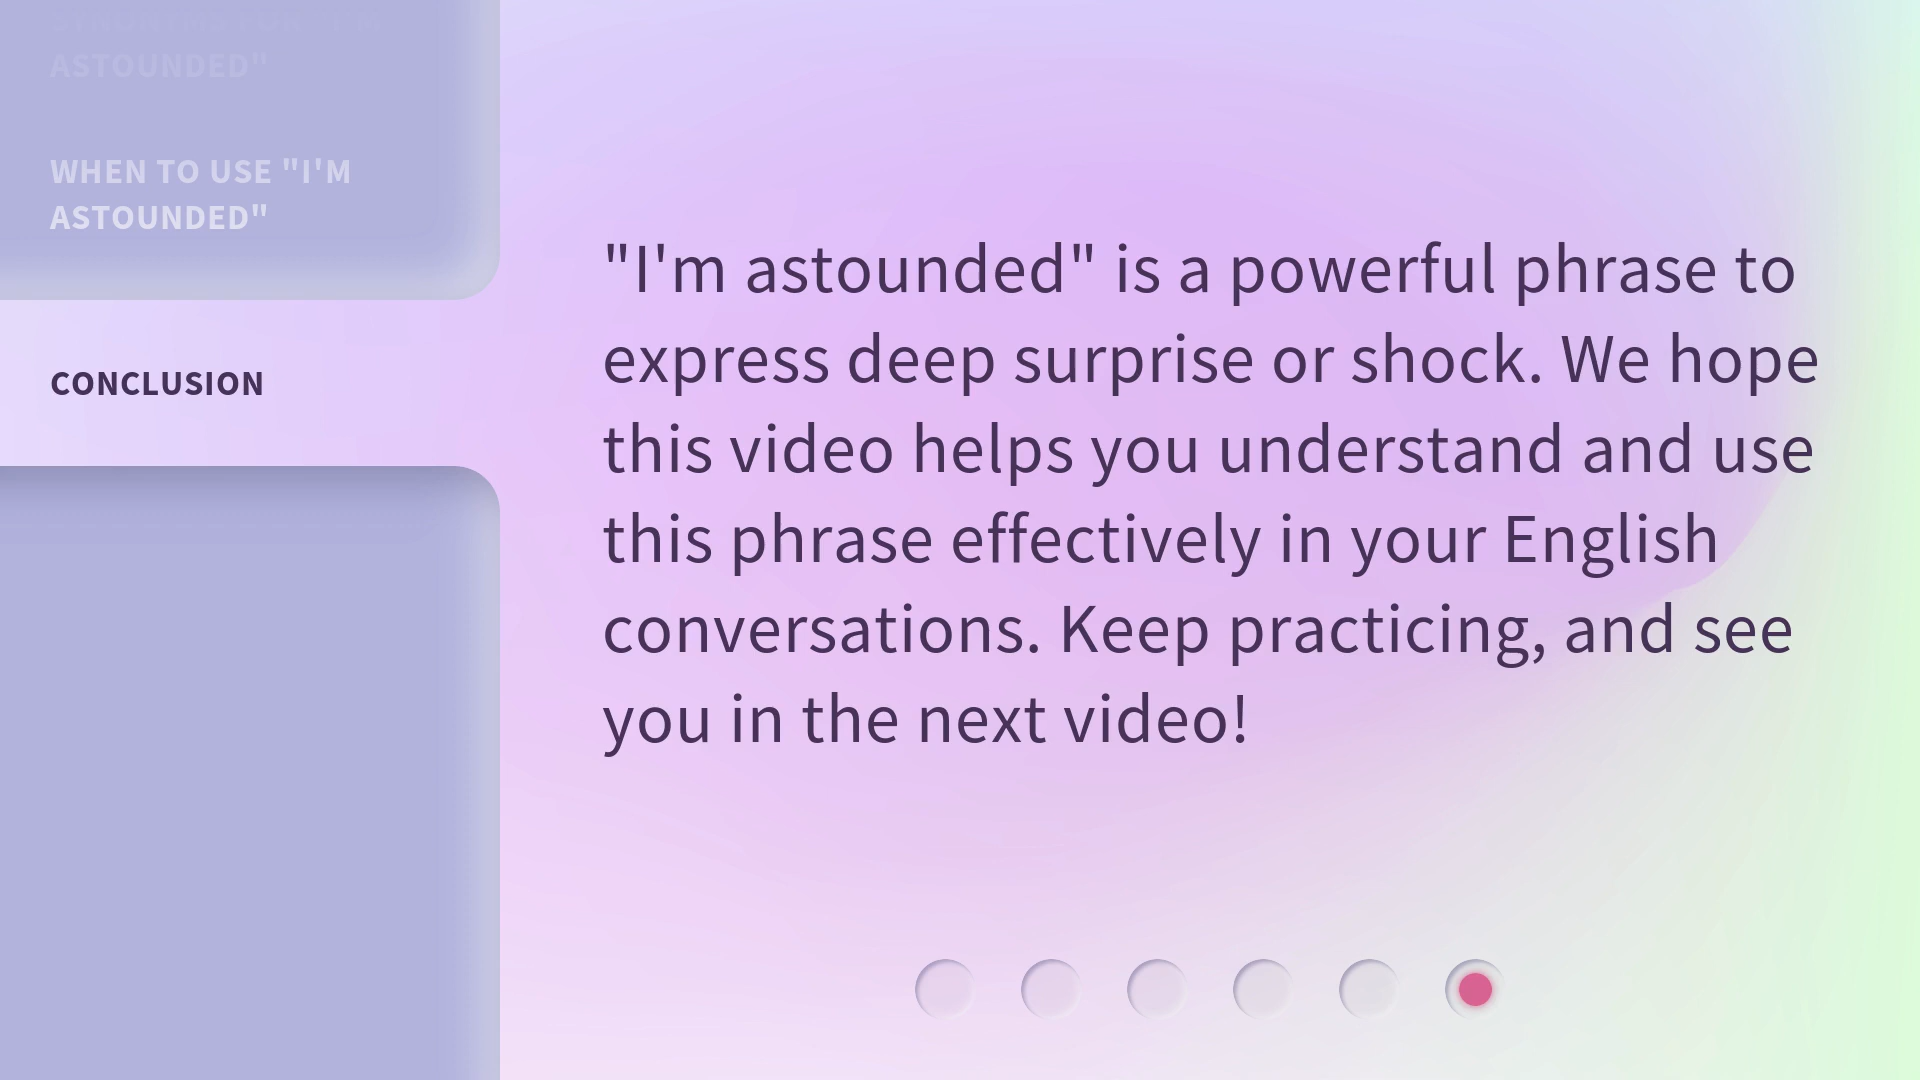 SYNONYMS FOR "I'M
ASTOUNDED"
WHEN TO USE "I'M
ASTOUNDED"
CONCLUSION
"I'm astounded" is a powerful phrase to
express deep surprise or shock. We hope
this video helps you understand and use
this phrase effectively in your English
conversations. Keep practicing, and see
you in the next video!